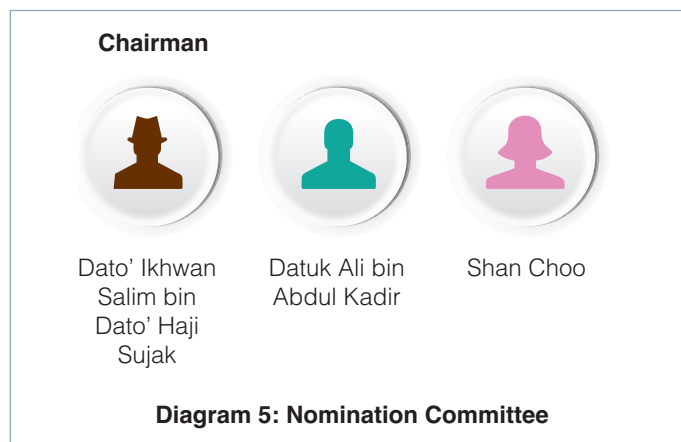 Chairman
Dato’ Ikhwan
Salim bin
Dato’ Haji
Sujak
Datuk Ali bin
Abdul Kadir
Shan Choo
Diagram 5: Nomination Committee